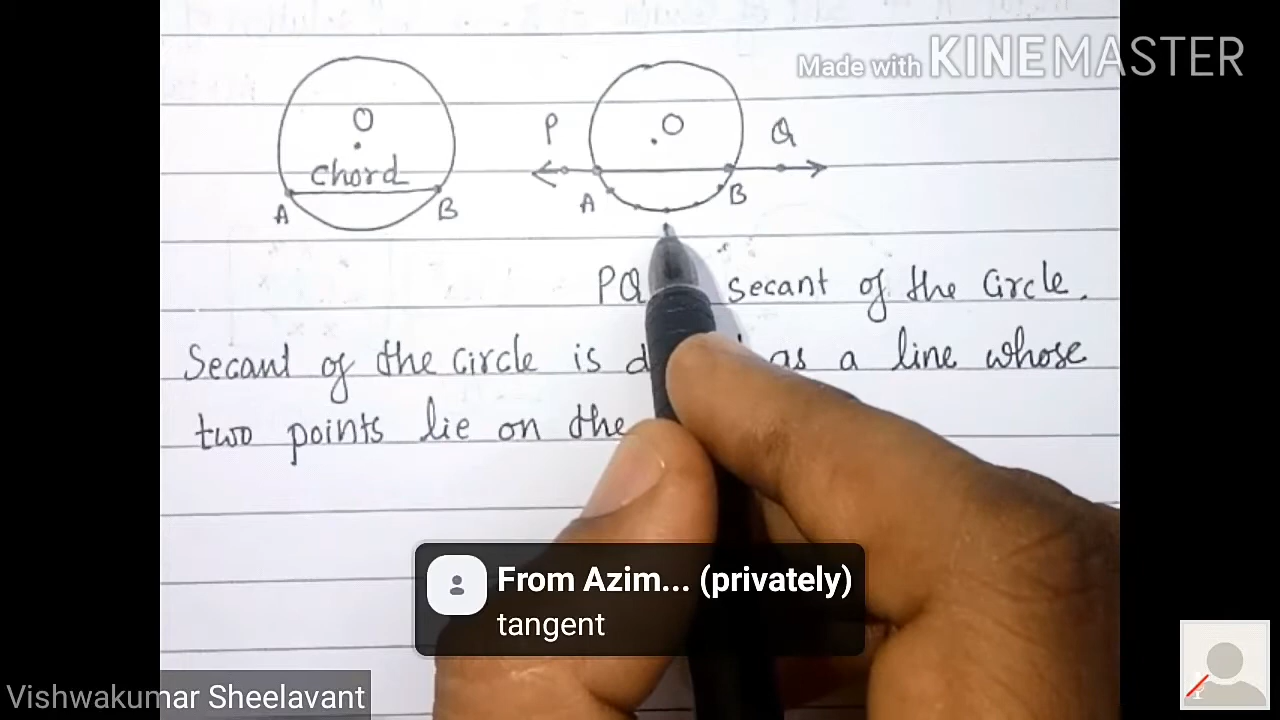 Made with KINEMASTER
O
chord
A
B
P
O
Q
A
B
PQ secant of the circle.
Secant of the circle is as a line whose
two points lie on the
From Azim... (privately)
tangent
Vishwakumar Sheelavant